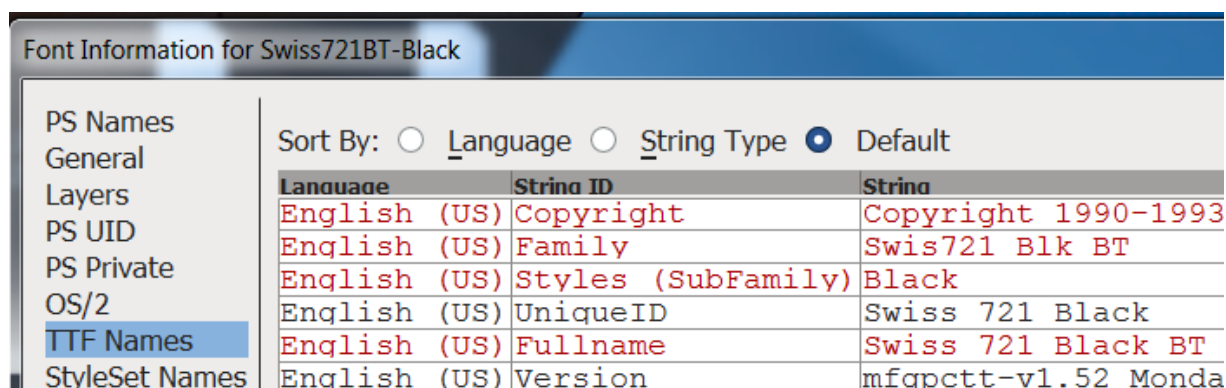 Font Information for Swiss721BT-Black
PS Names
General
Layers
PS UID
PS Private
OS/2
TTF Names
StyleSet Names
Sort By: Language String Type Default
Language String ID String
English (US) Copyright Copyright 1990-1993
English (US) Family Swis721 Blk BT
English (US) Styles (SubFamily) Black
English (US) UniqueID Swiss 721 Black
English (US) Fullname Swiss 721 Black BT
English (US) Version mfgpctt-v1.52 Monda